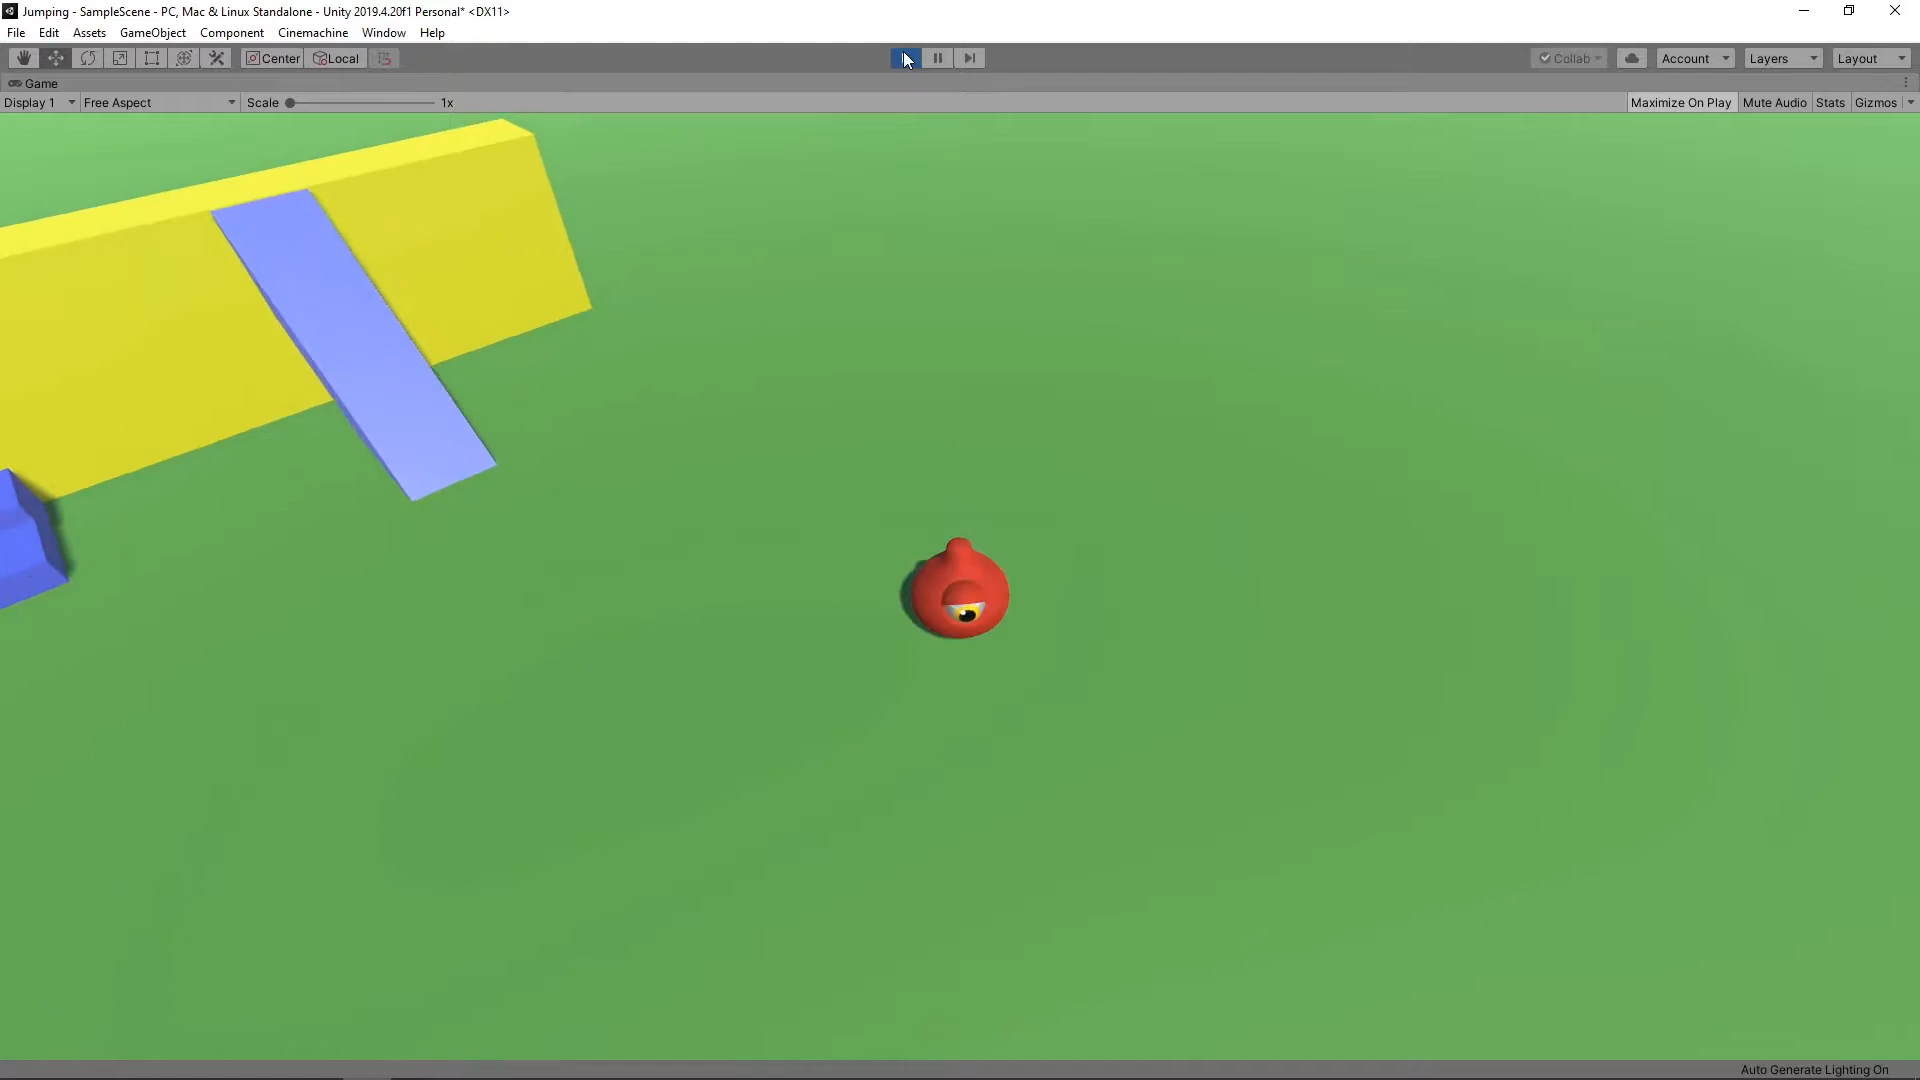 Jumping - SampleScene - PC, Mac & Linux Standalone - Unity 2019.4.20f1 Personal* <DX11>
File Edit Assets GameObject Component Cinemachine Window Help
Center Local Collab Account Layers Layout
Game
Display 1 Free Aspect Scale 1x Maximize On Play Mute Audio Stats Gizmos
Auto Generate Lighting On